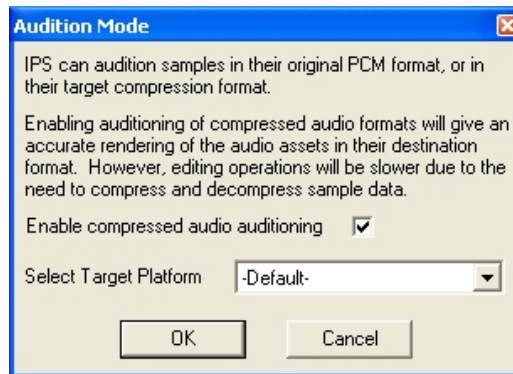 Audition Mode
IPS can audition samples in their original PCM format, or in
their target compression format.
Enabling auditioning of compressed audio formats will give an
accurate rendering of the audio assets in their destination
format. However, editing operations will be slower due to the
need to compress and decompress sample data.
Enable compressed audio auditioning
Select Target Platform
-Default-
OK
Cancel